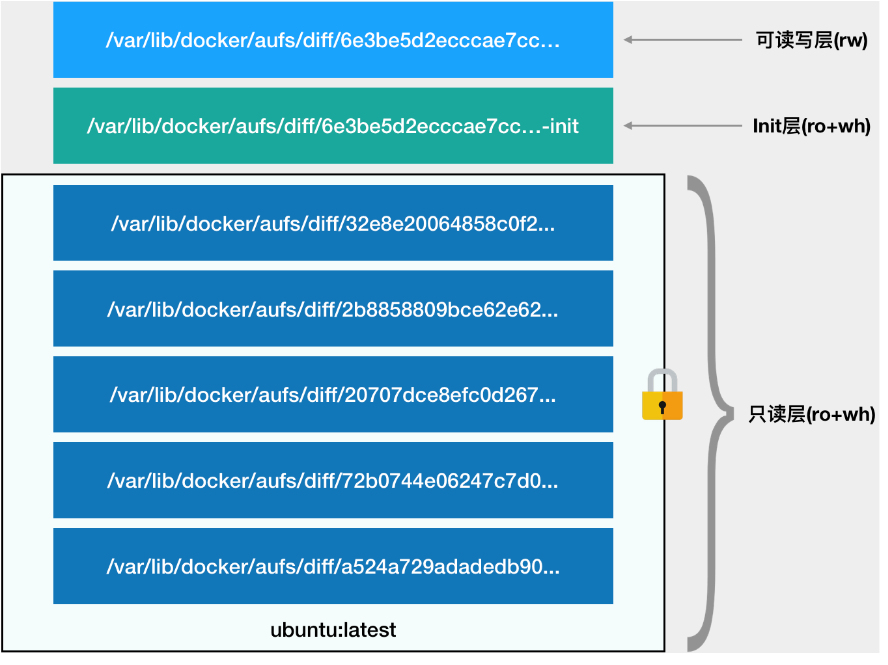 /var/lib/docker/aufs/diff/6e3be5d2ecccae7cc...
可读写层(rw)
/var/lib/docker/aufs/diff/6e3be5d2ecccae7cc...-init
Init层(ro+wh)
/var/lib/docker/aufs/diff/32e8e20064858c0f2...
/var/lib/docker/aufs/diff/2b8858809bce62e62...
/var/lib/docker/aufs/diff/20707dce8efc0d267...
只读层(ro+wh)
/var/lib/docker/aufs/diff/72b0744e06247c7d0...
/var/lib/docker/aufs/diff/a524a729adadedb90...
ubuntu:latest